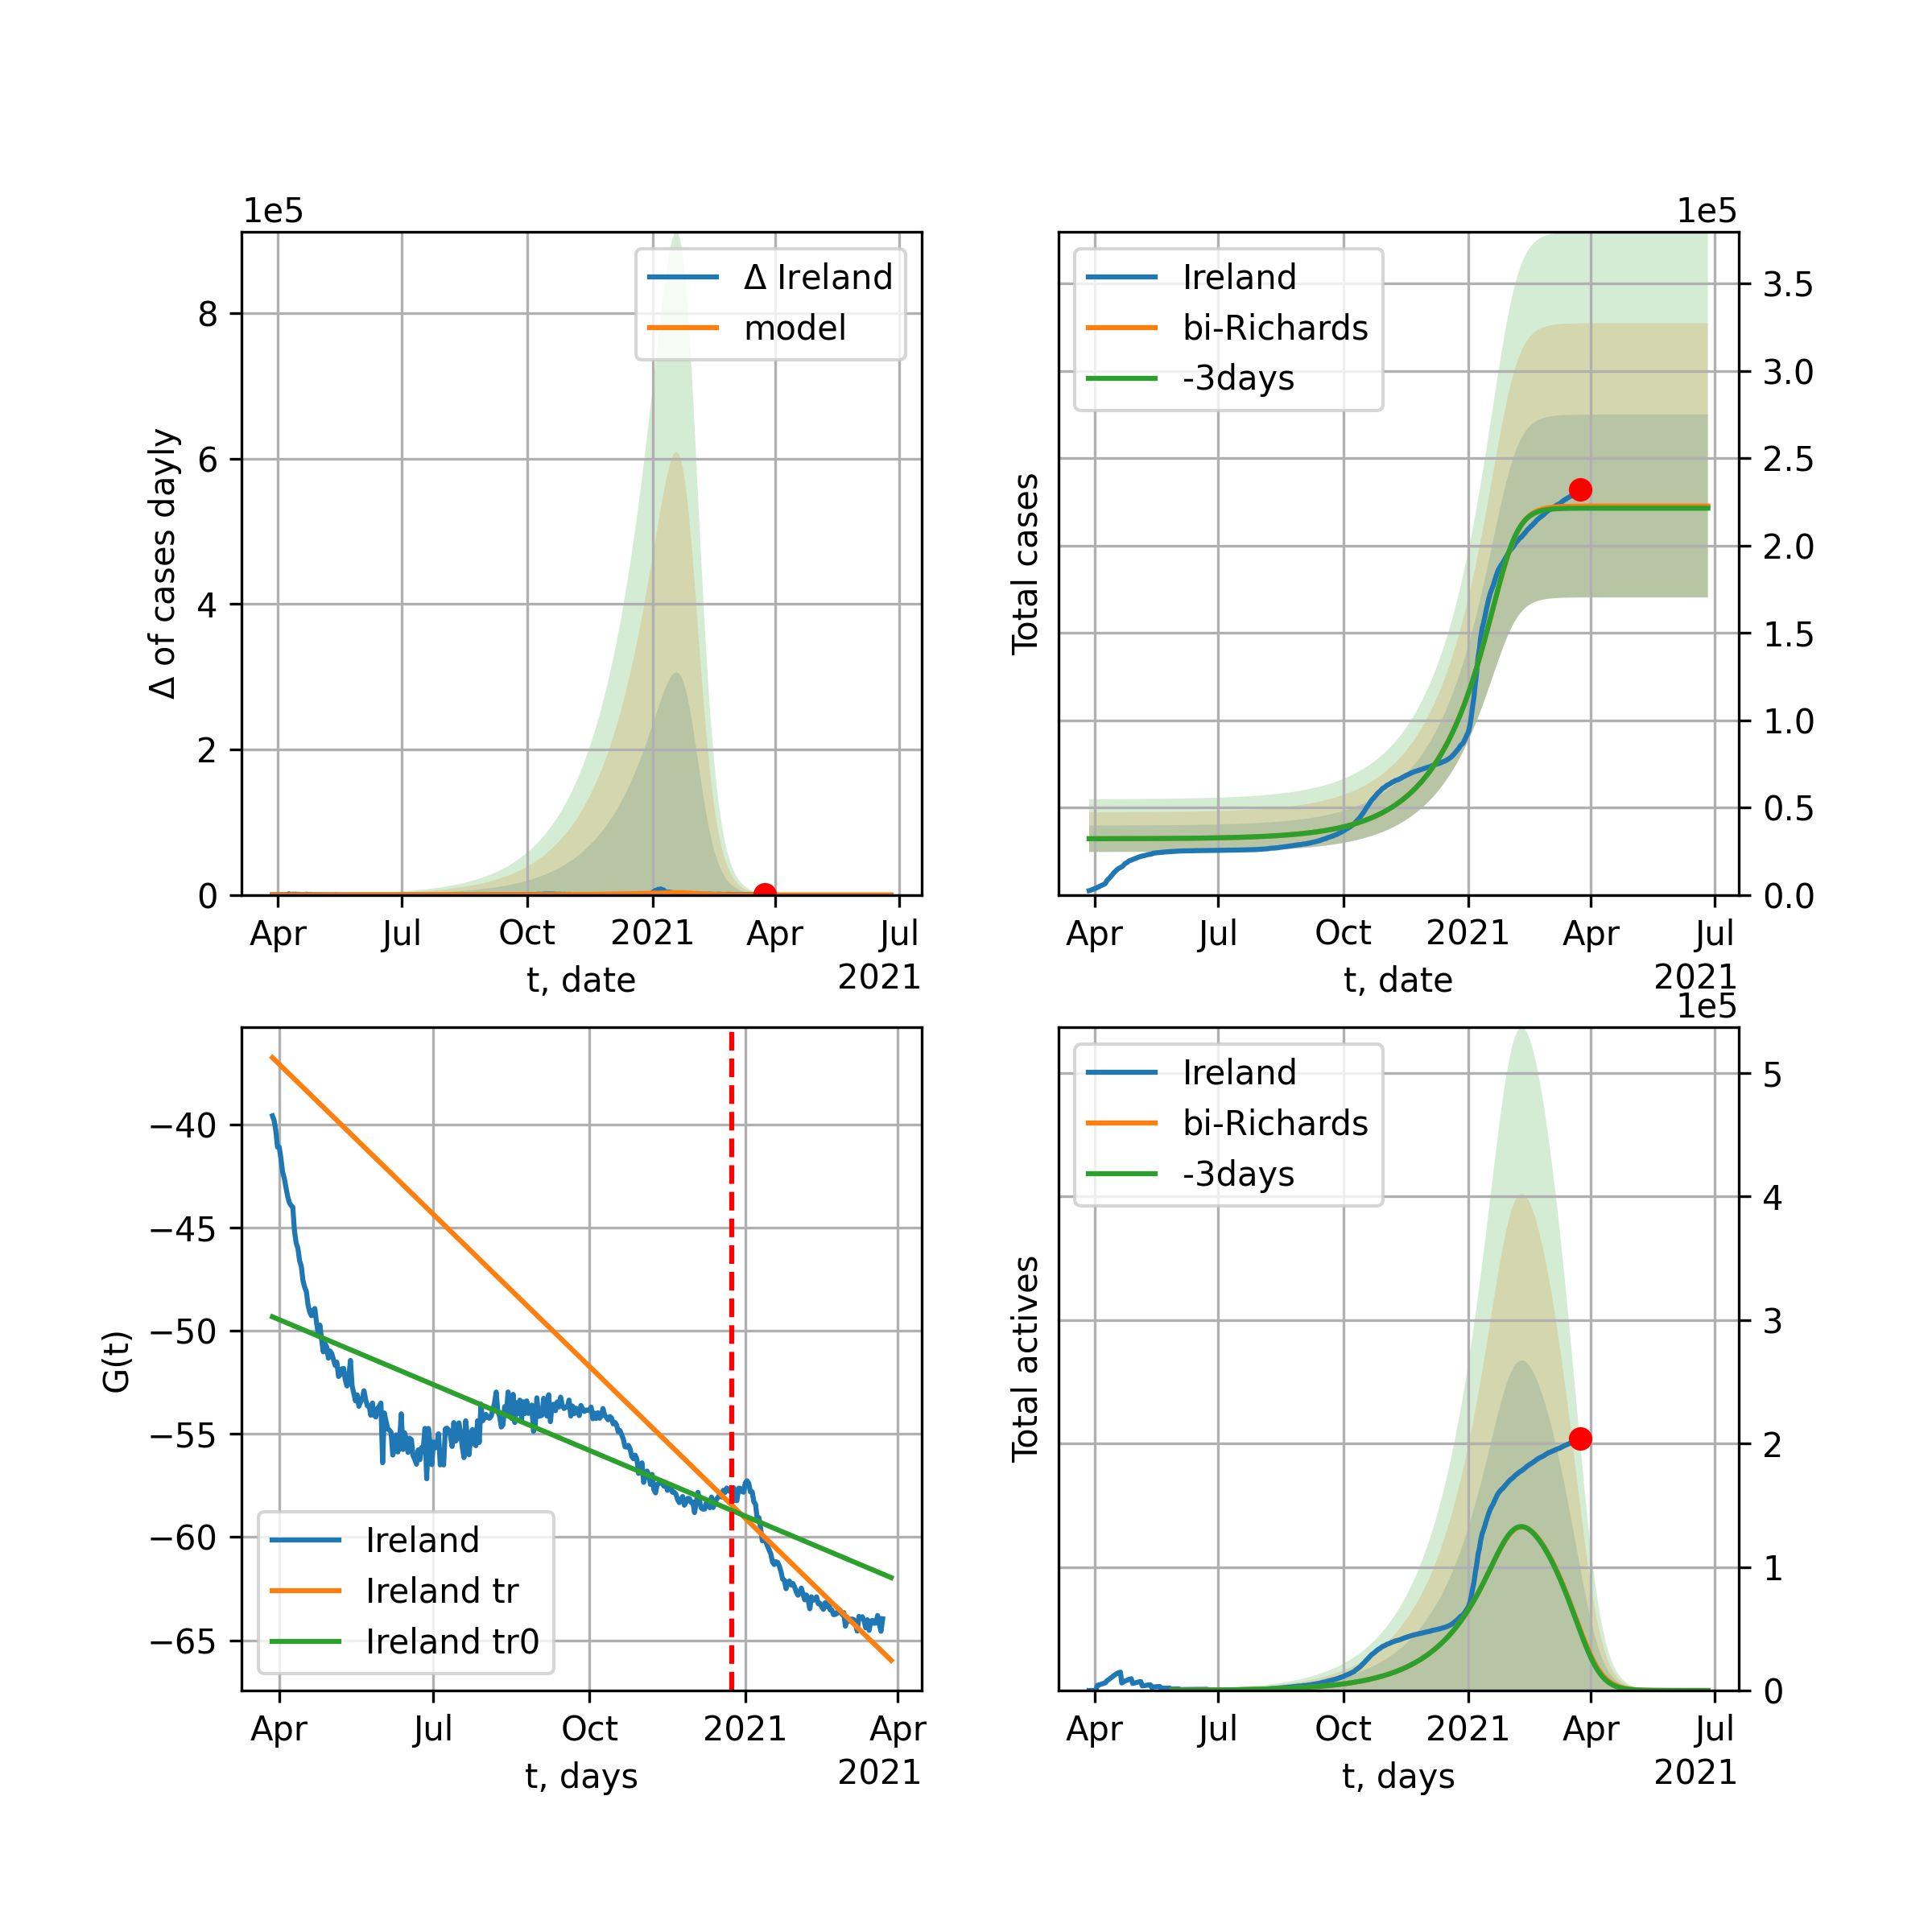 1e5
Δ of cases dayly
8
6
4
2
0
Δ Ireland
model
Apr Jul Oct 2021 Apr Jul
t, date 2021
1e5
Total cases
Ireland
bi-Richards
-3days
3.5
3.0
2.5
2.0
1.5
1.0
0.5
0.0
Apr Jul Oct 2021 Apr Jul
t, date 2021
G(t)
−40
−45
−50
−55
−60
−65
Ireland
Ireland tr
Ireland tr0
Apr Jul Oct 2021 Apr
t, days 2021
1e5
Total actives
Ireland
bi-Richards
-3days
5
4
3
2
1
0
Apr Jul Oct 2021 Apr Jul
t, days 2021